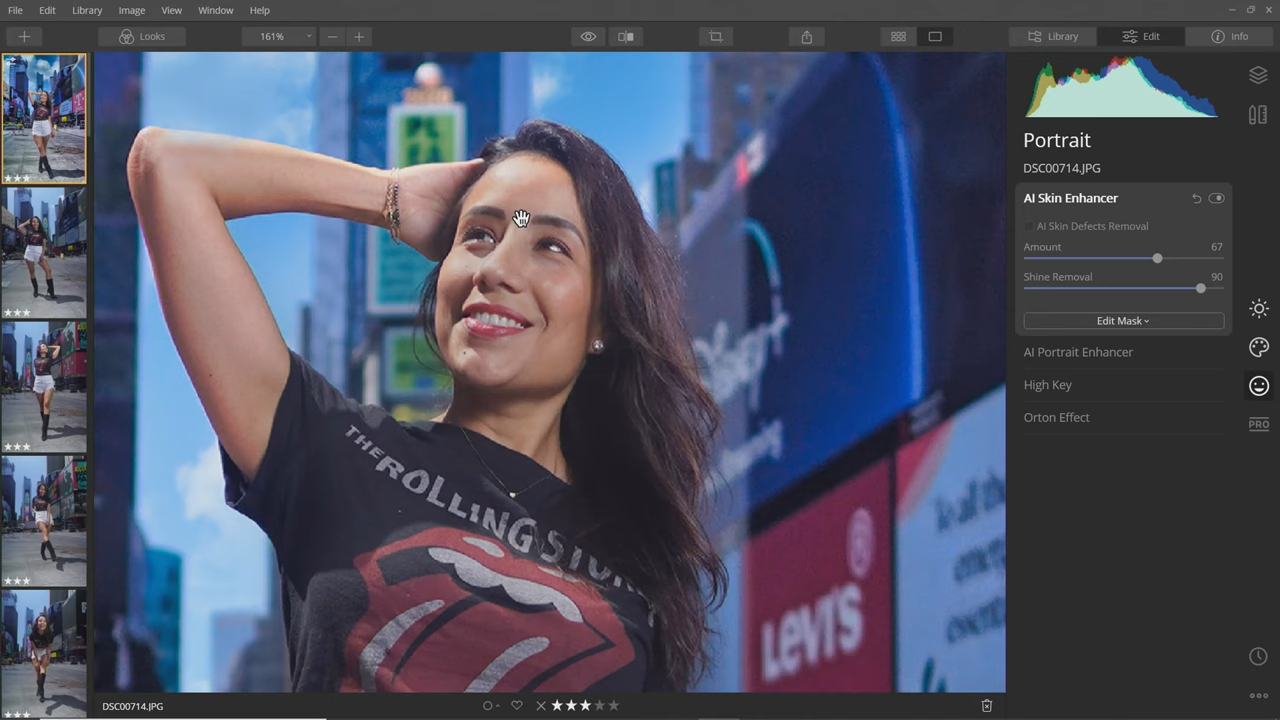 File Edit Library Image View Window Help
Looks
161%
Library
Edit
Info
★★★
★★★
★★★
★★★
★★★
THE ROLLING STON
LEVI'S
®
Portrait
DSC00714.JPG
AI Skin Enhancer
AI Skin Defects Removal
Amount 67
Shine Removal 90
Edit Mask
AI Portrait Enhancer
High Key
Orton Effect
PRO
DSC00714.JPG